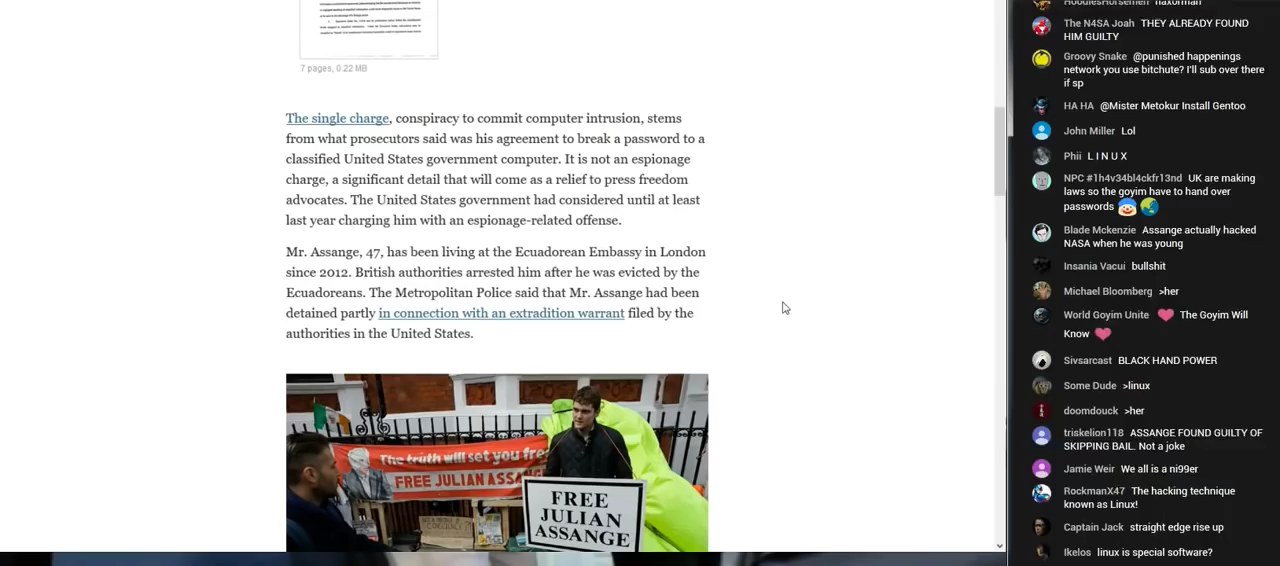 7 pages, 0.22 MB
The single charge, conspiracy to commit computer intrusion, stems
from what prosecutors said was his agreement to break a password to a
classified United States government computer. It is not an espionage
charge, a significant detail that will come as a relief to press freedom
advocates. The United States government had considered until at least
last year charging him with an espionage-related offense.
Mr. Assange, 47, has been living at the Ecuadorean Embassy in London
since 2012. British authorities arrested him after he was evicted by the
Ecuadoreans. The Metropolitan Police said that Mr. Assange had been
detained partly in connection with an extradition warrant filed by the
authorities in the United States.
The truth will set you free
FREE JULIAN ASSANGE
FREE
JULIAN
ASSANGE
HoodiesHorsemen haxorman
The N4SA Joah THEY ALREADY FOUND
HIM GUILTY
Groovy Snake @punished happenings
network you use bitchute? I'll sub over there
if sp
HA HA @Mister Metokur Install Gentoo
John Miller Lol
Phii L I N U X
NPC #1h4v34bl4ckfr13nd UK are making
laws so the goyim have to hand over
passwords 🤡 🌏
Blade Mckenzie Assange actually hacked
NASA when he was young
Insania Vacui bullshit
Michael Bloomberg >her
World Goyim Unite ❤ The Goyim Will
Know ❤
Sivsarcast BLACK HAND POWER
Some Dude >linux
doomdouck >her
triskelion118 ASSANGE FOUND GUILTY OF
SKIPPING BAIL. Not a joke
Jamie Weir We all is a ni99er
RockmanX47 The hacking technique
known as Linux!
Captain Jack straight edge rise up
Ikelos linux is special software?